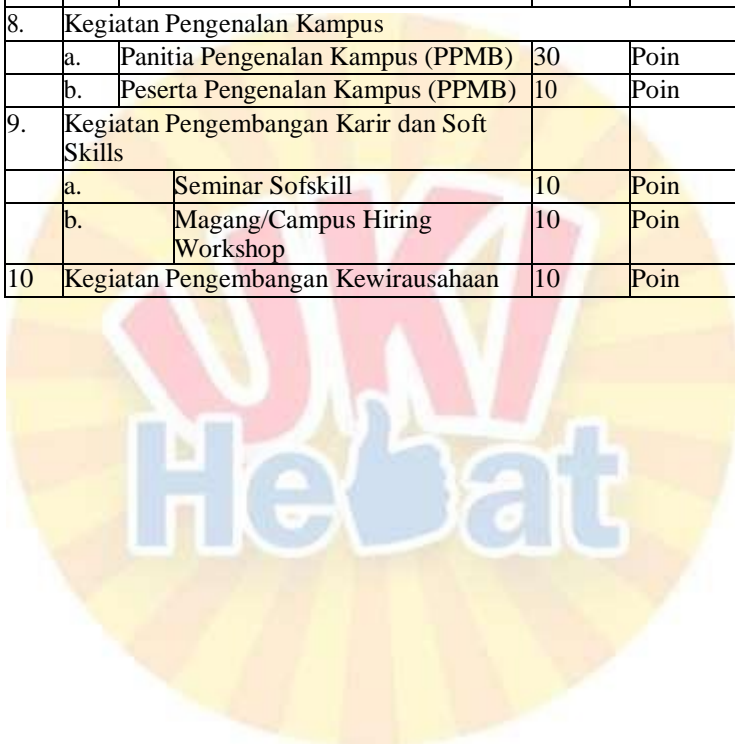 8. Kegiatan Pengenalan Kampus
a. Panitia Pengenalan Kampus (PPMB) 30 Poin
b. Peserta Pengenalan Kampus (PPMB) 10 Poin
9. Kegiatan Pengembangan Karir dan Soft
Skills
a. Seminar Sofskill 10 Poin
b. Magang/Campus Hiring 10 Poin
Workshop
10 Kegiatan Pengembangan Kewirausahaan 10 Poin
UKI
Hebat